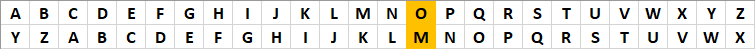 A B C D E F G H I J K L M N O P Q R S T U V W X Y Z
Y Z A B C D E F G H I J K L M N O P Q R S T U V W X